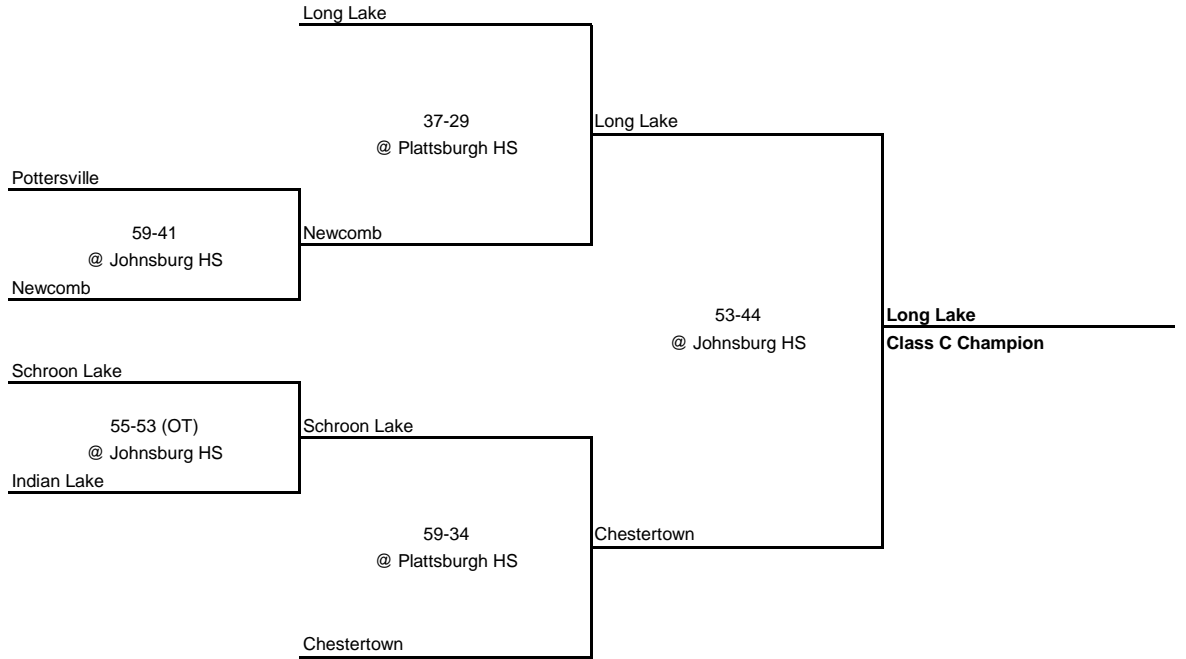 Long Lake
37-29
@ Plattsburgh HS
Long Lake
Pottersville
59-41
@ Johnsburg HS
Newcomb
Newcomb
53-44
@ Johnsburg HS
Long Lake
Class C Champion
Schroon Lake
55-53 (OT)
@ Johnsburg HS
Schroon Lake
Indian Lake
59-34
@ Plattsburgh HS
Chestertown
Chestertown